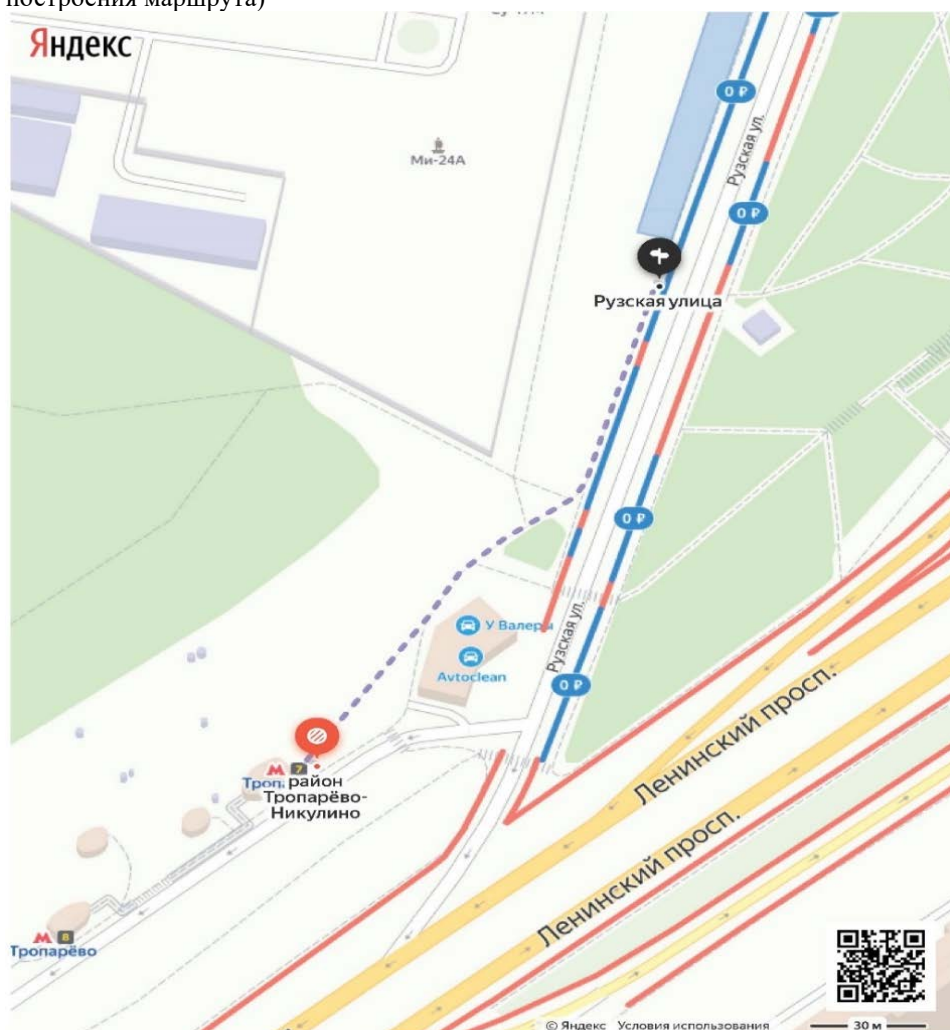 построения маршрута)
Яндекс
0 ₽
Рузская ул.
Ми-24А
0 ₽
Рузская улица
0 ₽
Рузская ул.
У Валеры
Avtoclean
0 ₽
Ленинский просп.
М 7
район
Тропарёво-
Никулино
Ленинский просп.
М 8
Тропарёво
© Яндекс Условия использования
30 м